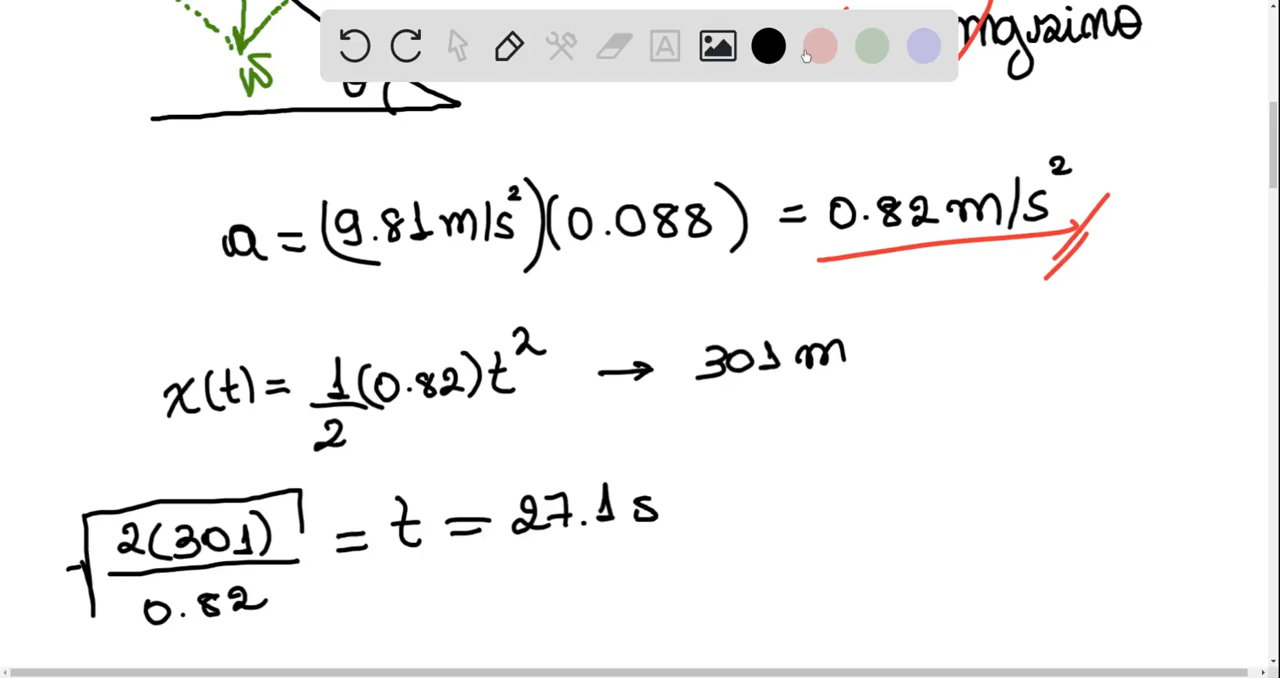 mgsinθ
θ
a = (9.81 m/s²)(0.088) = 0.82 m/s²
x(t) = 1/2 (0.82) t² → 301 m
√(2(301)/0.82) = t = 27.1 s